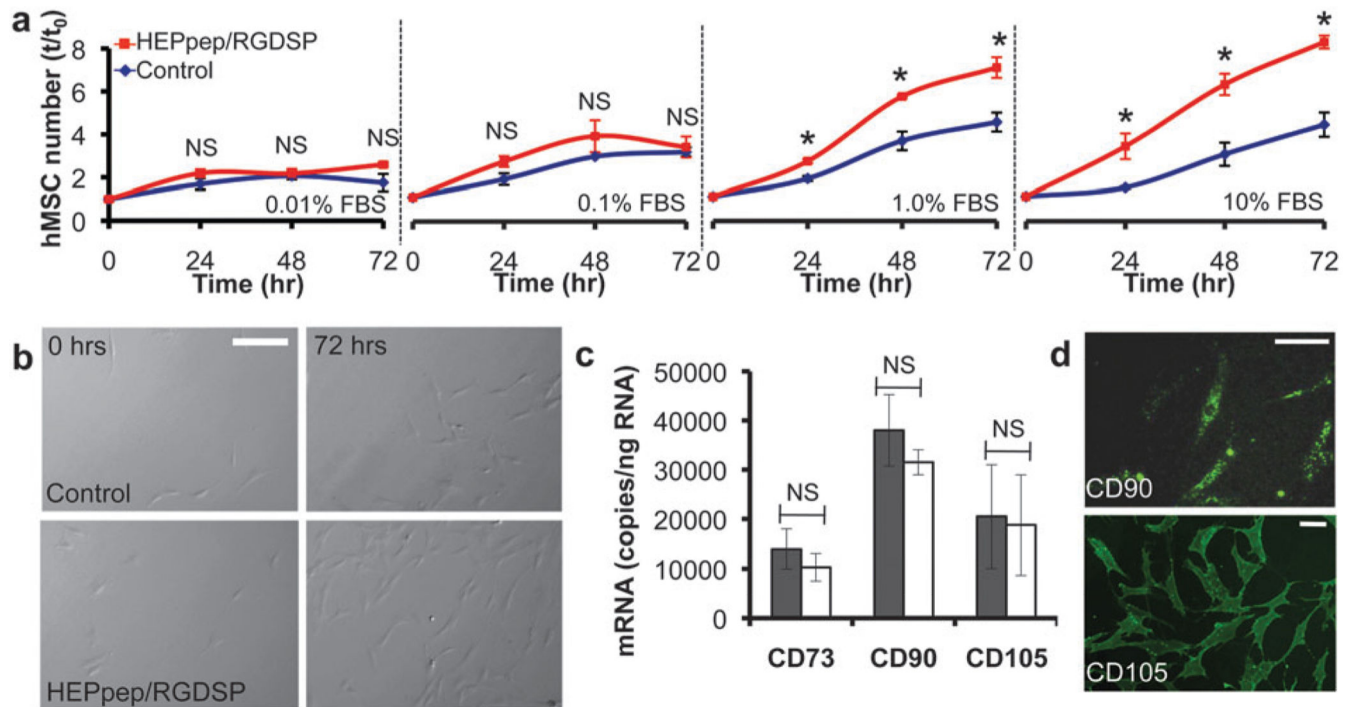 a
hMSC number (t/t0)
8
6
4
2
0
HEPpep/RGDSP
Control
NS
NS
NS
0.01% FBS
0
24
48
72
Time (hr)
NS
NS
NS
0.1% FBS
0
24
48
72
Time (hr)
*
*
*
1.0% FBS
0
24
48
72
Time (hr)
*
*
*
10% FBS
0
24
48
72
Time (hr)
b
0 hrs
72 hrs
Control
HEPpep/RGDSP
c
mRNA (copies/ng RNA)
50000
40000
30000
20000
10000
0
NS
NS
NS
CD73
CD90
CD105
d
CD90
CD105